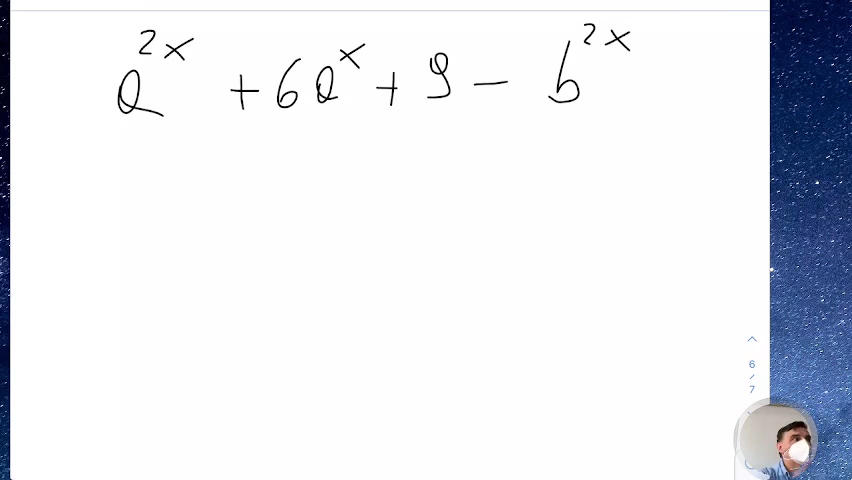 a^{2x} + 6a^x + 9 - b^{2x}
6
/
7